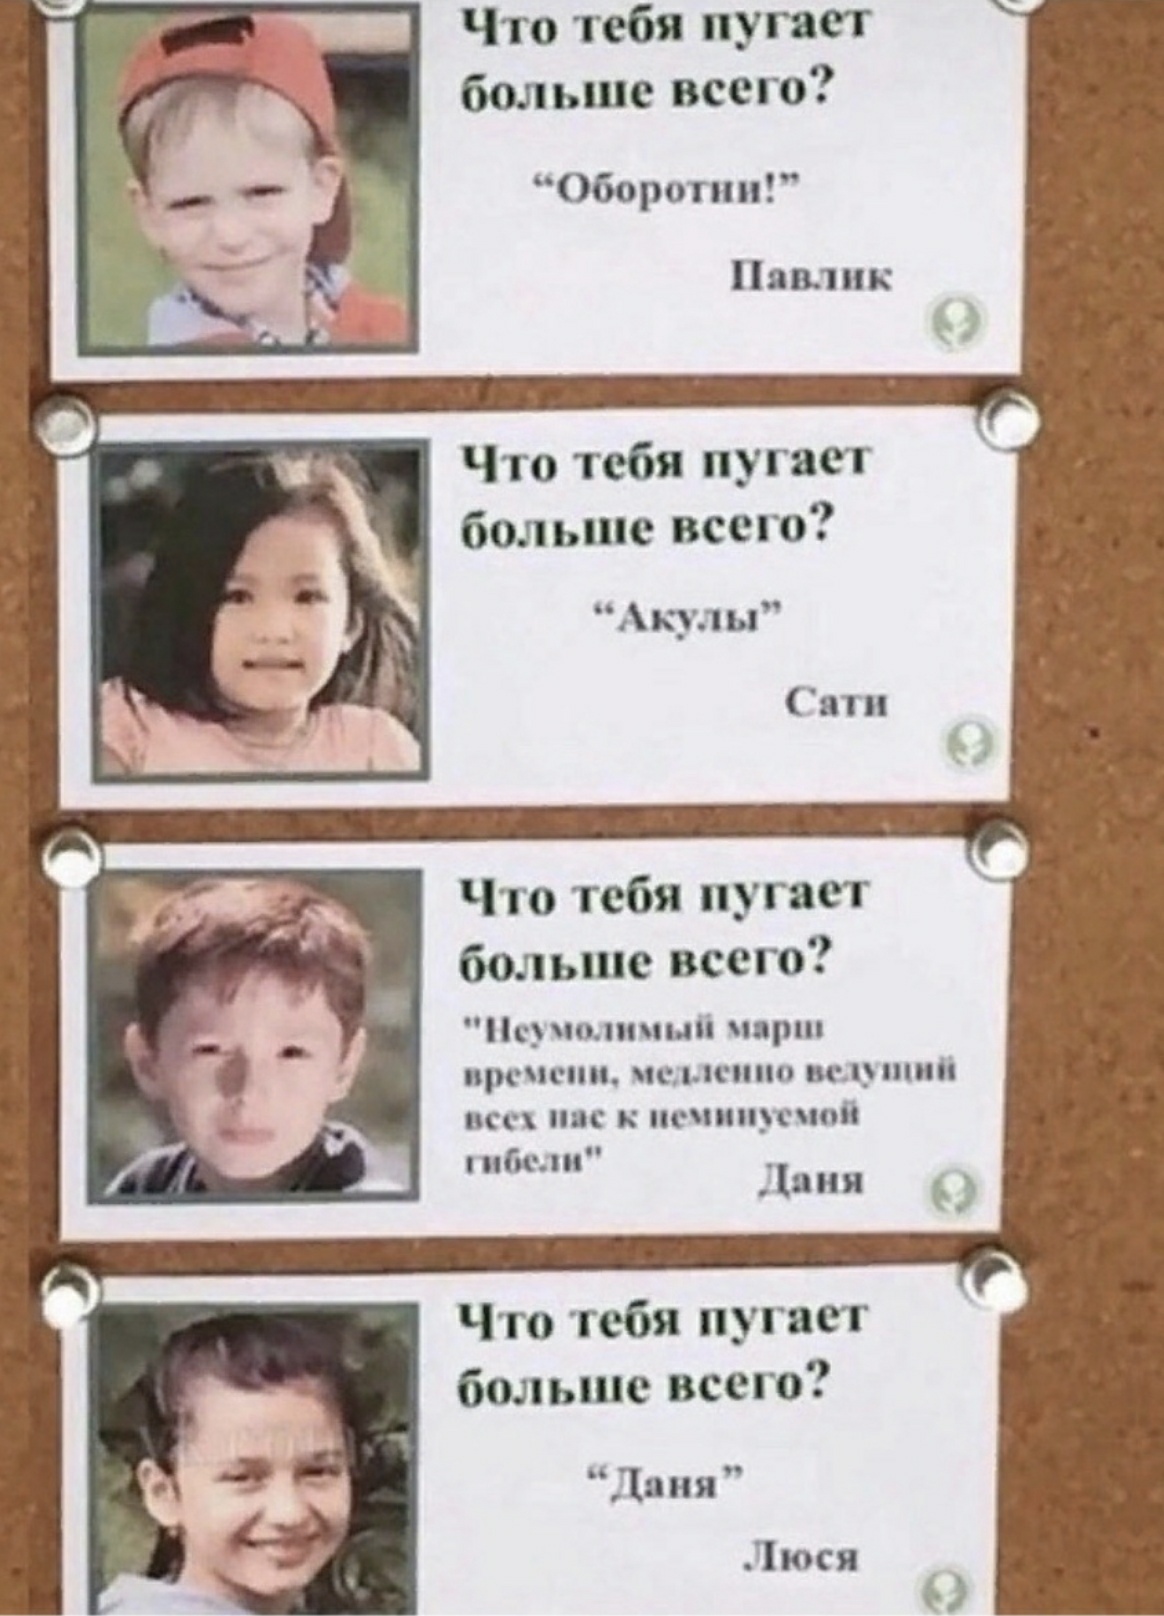 Что тебя пугает
больше всего?
“Оборотни!”
Павлик
Что тебя пугает
больше всего?
“Акулы”
Сати
Что тебя пугает
больше всего?
"Неумолимый марш
времени, медленно ведущий
всех нас к неминуемой
гибели"
Даня
Что тебя пугает
больше всего?
“Даня”
Люся